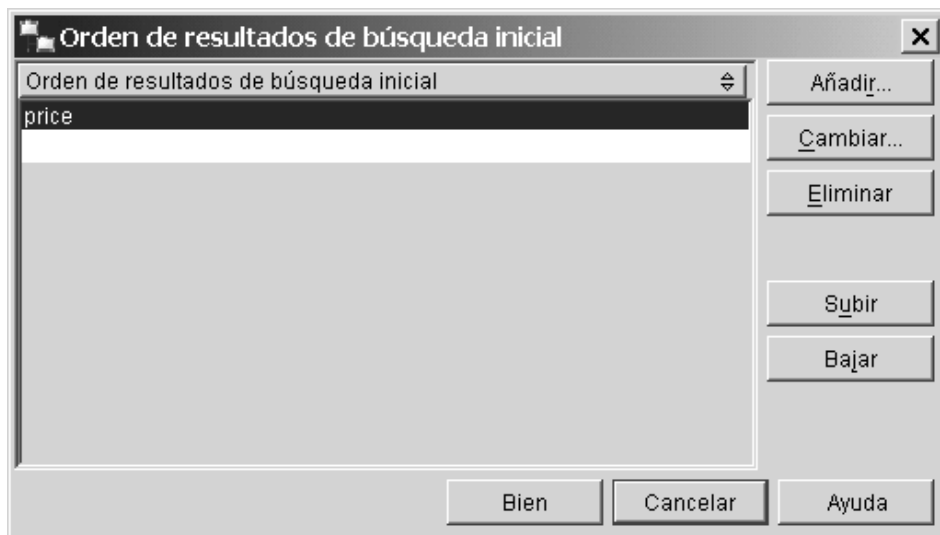 Orden de resultados de búsqueda inicial
Orden de resultados de búsqueda inicial
price
Añadir...
Cambiar...
Eliminar
Subir
Bajar
Bien
Cancelar
Ayuda